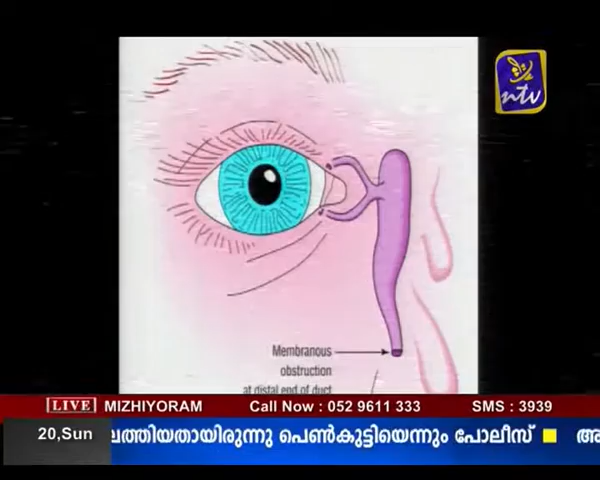 ntv
Membranous
obstruction
at distal end of duct
LIVE MIZHIYORAM Call Now : 052 9611 333 SMS : 3939
20,Sun ലത്തിയതായിരുന്നു പെൺകുട്ടിയെന്നും പോലീസ് അ